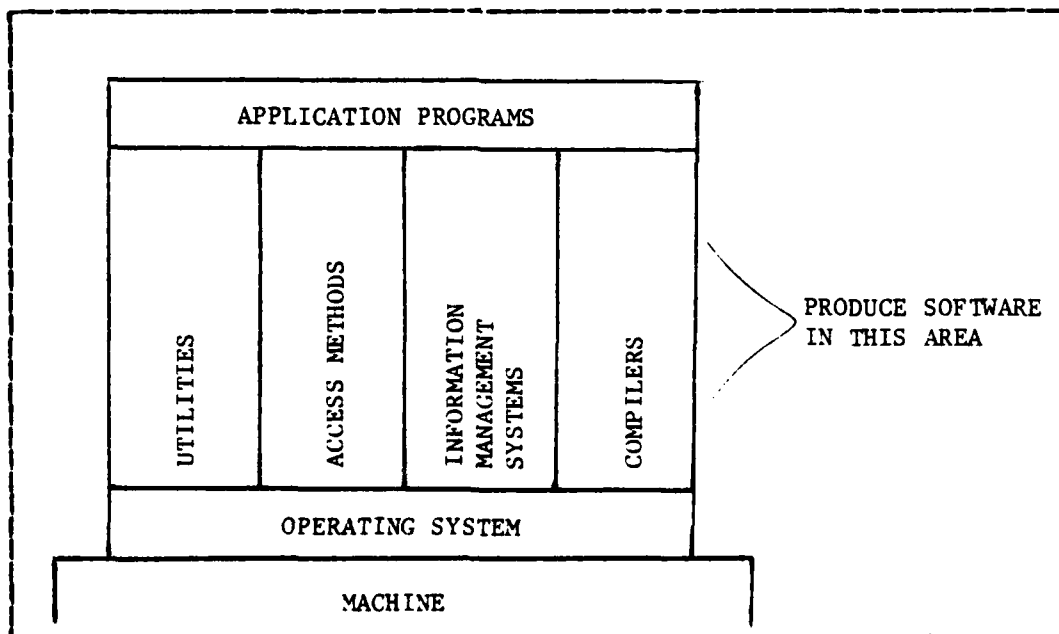 APPLICATION PROGRAMS
UTILITIES
ACCESS METHODS
INFORMATION
MANAGEMENT
SYSTEMS
COMPILERS
PRODUCE SOFTWARE
IN THIS AREA
OPERATING SYSTEM
MACHINE